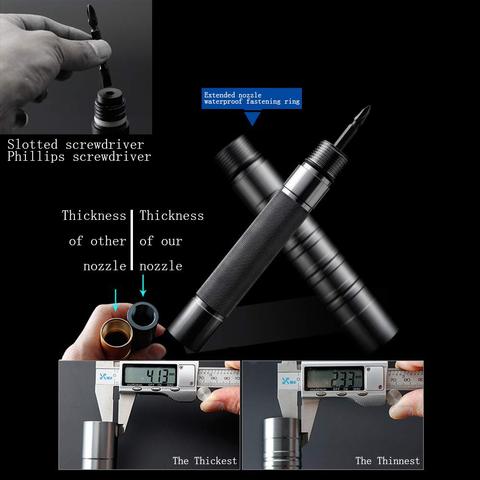 Extended nozzle
waterproof fastening ring
Slotted screwdriver
Phillips screwdriver
Thickness
of other
nozzle
Thickness
of our
nozzle
4.13
The Thickest
2.33
The Thinnest